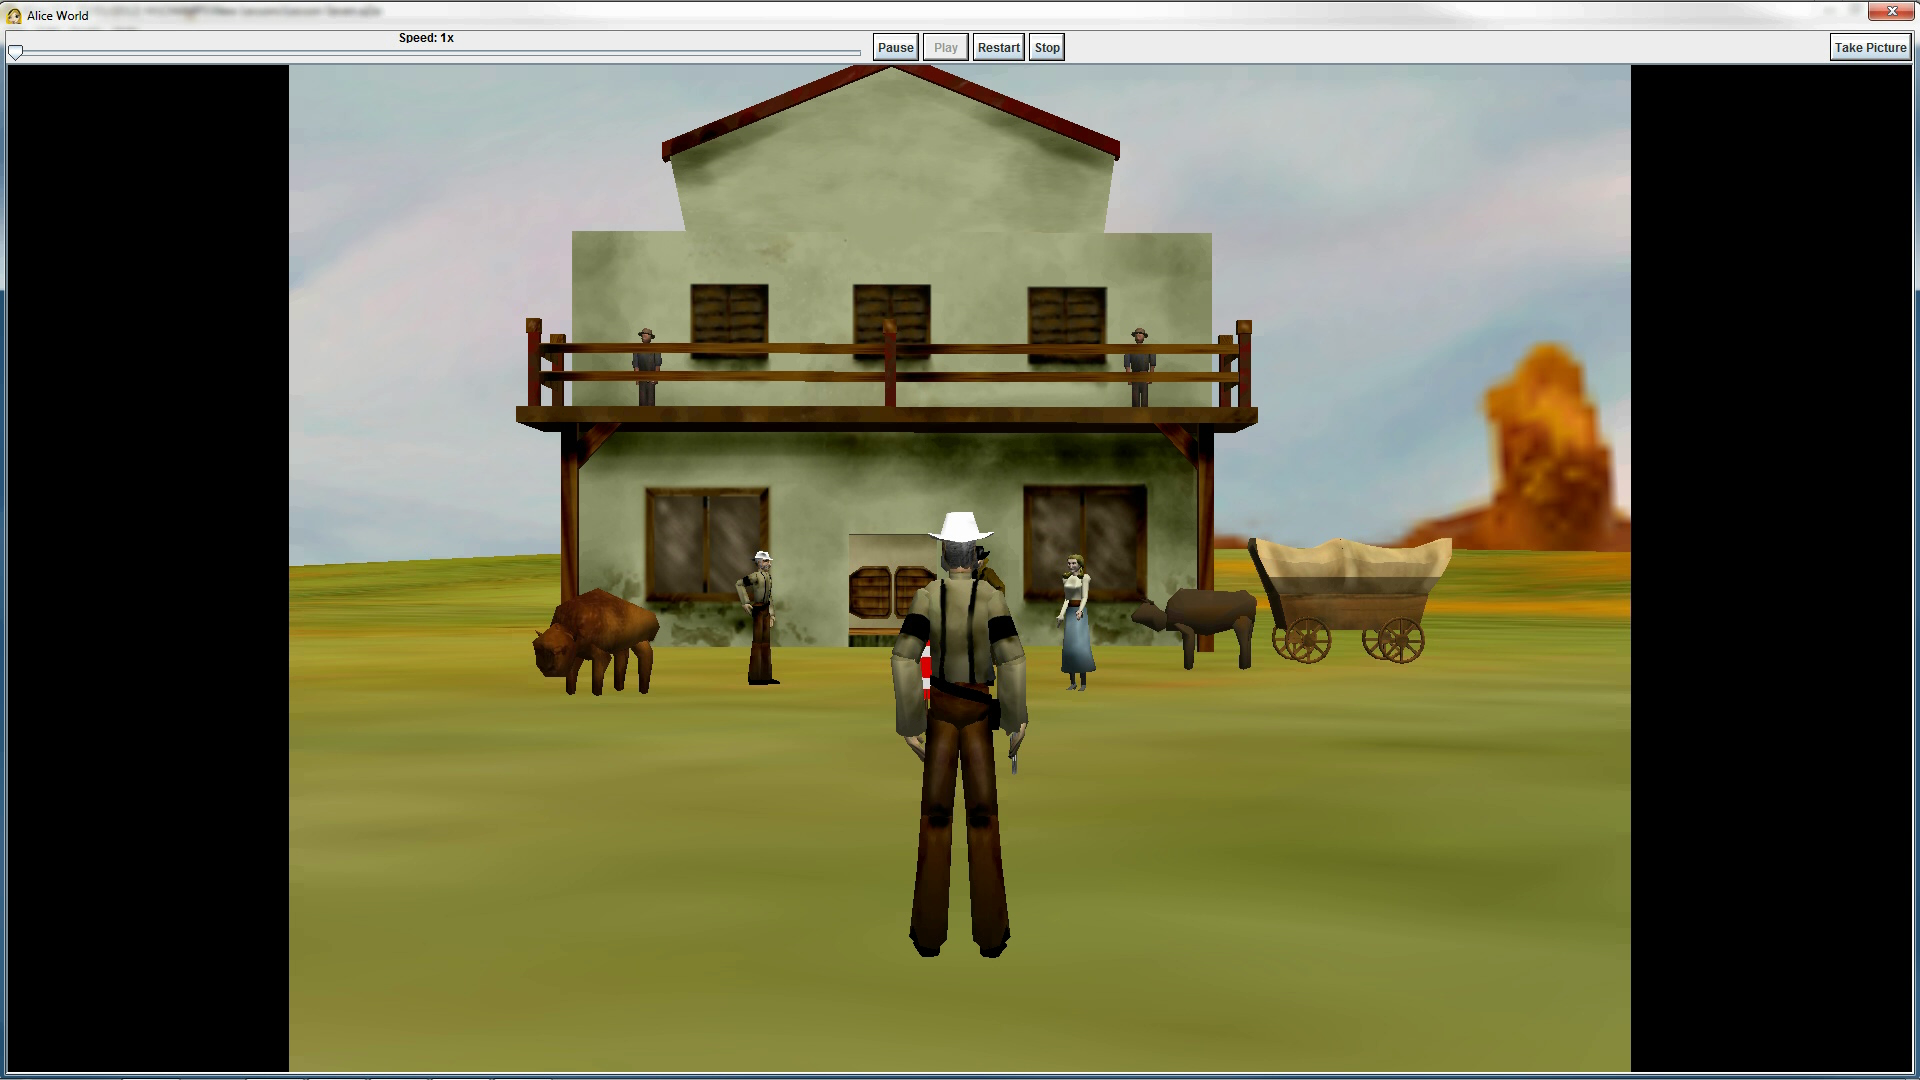 Alice World
Speed: 1x
Pause
Play
Restart
Stop
Take Picture